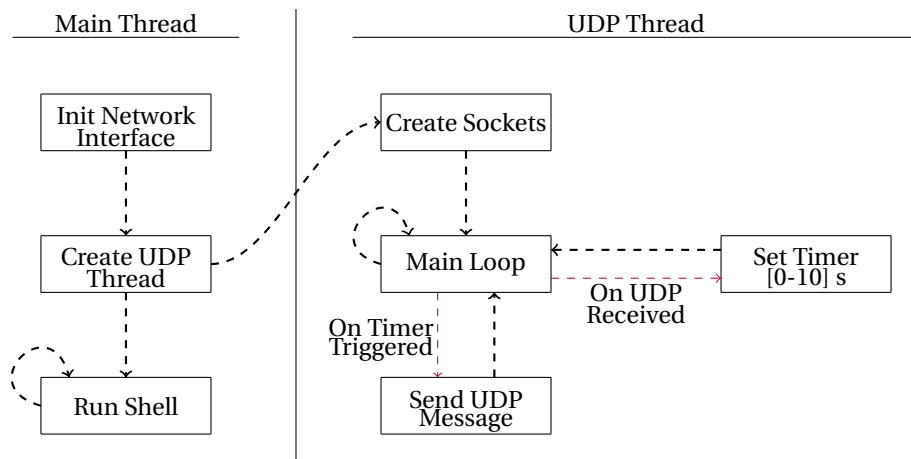 Main Thread
UDP Thread
Init Network
Interface
Create Sockets
Create UDP
Thread
Main Loop
Set Timer
[0-10] s
On UDP
Received
On Timer
Triggered
Run Shell
Send UDP
Message